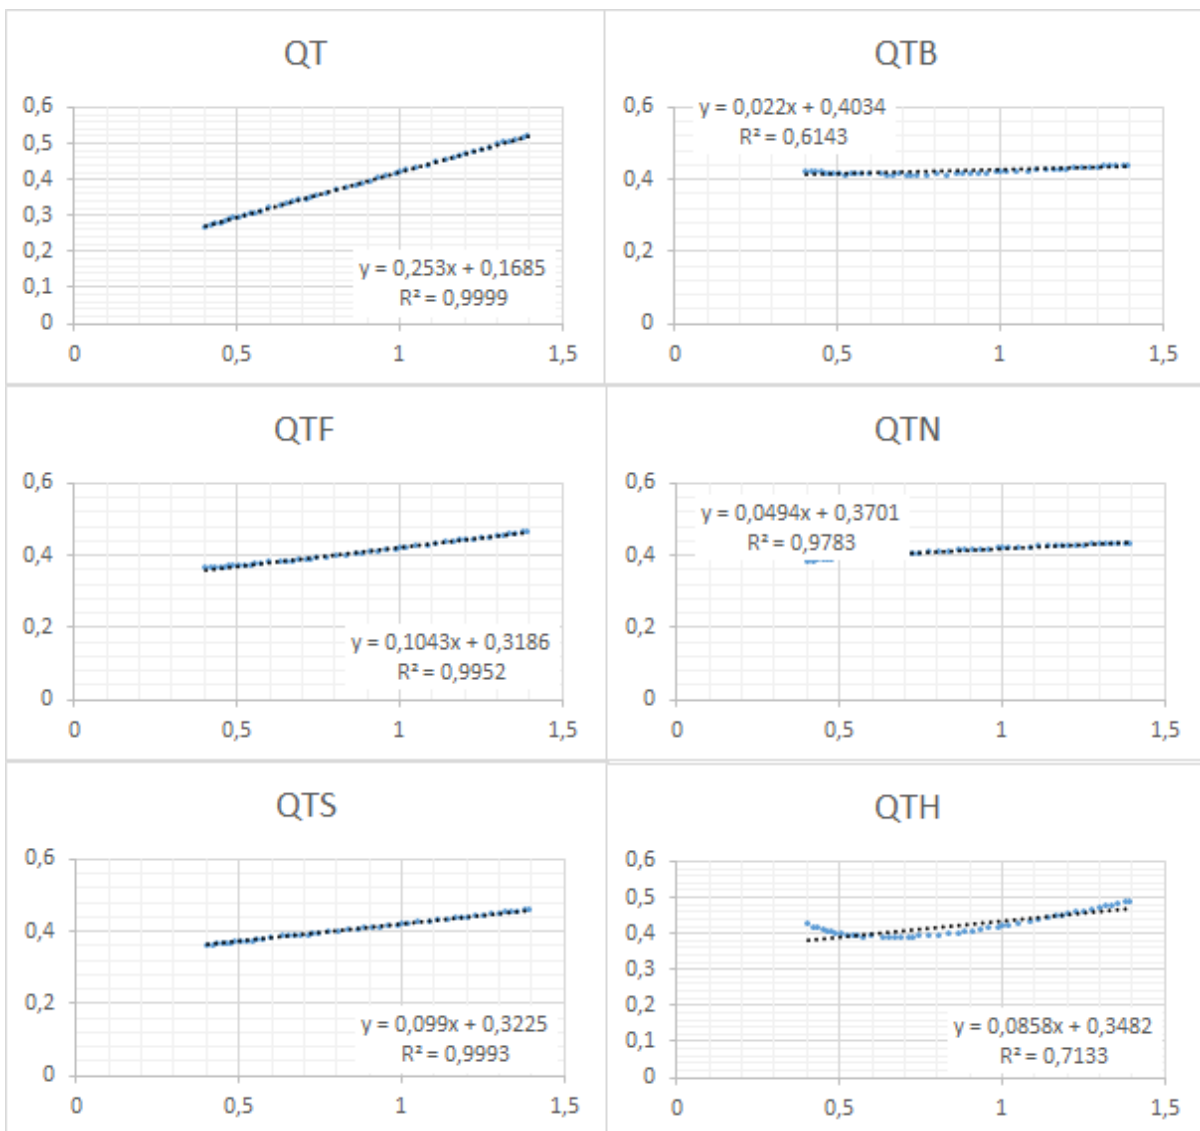 QT
0,6
0,5
0,4
0,3
0,2
0,1
0
y = 0,253x + 0,1685
R² = 0,9999
0 0,5 1 1,5
QTB
0,6
y = 0,022x + 0,4034
R² = 0,6143
0,4
0,2
0
0 0,5 1 1,5
QTF
0,6
0,4
0,2
0
y = 0,1043x + 0,3186
R² = 0,9952
0 0,5 1 1,5
QTN
0,6
y = 0,0494x + 0,3701
R² = 0,9783
0,4
0,2
0
0 0,5 1 1,5
QTS
0,6
0,4
0,2
0
y = 0,099x + 0,3225
R² = 0,9993
0 0,5 1 1,5
QTH
0,6
0,5
0,4
0,3
0,2
0,1
0
y = 0,0858x + 0,3482
R² = 0,7133
0 0,5 1 1,5